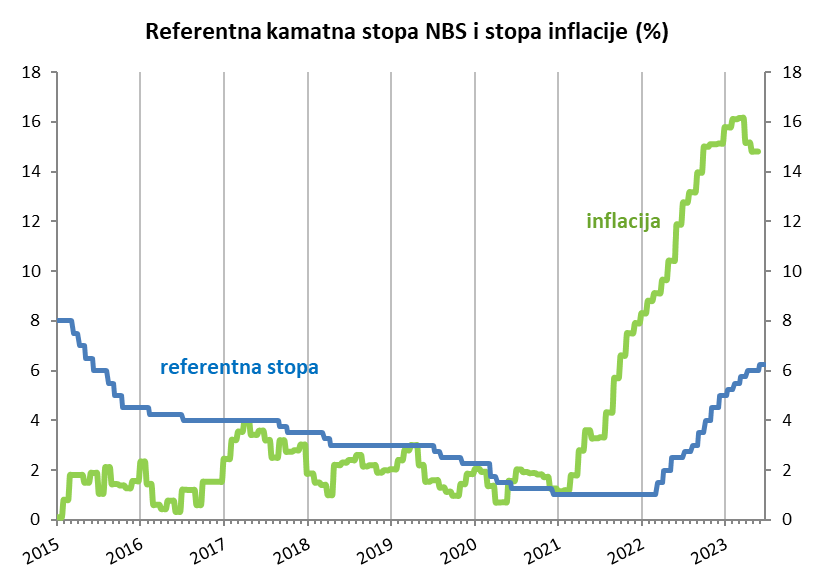 Referentna kamatna stopa NBS i stopa inflacije (%)
18 18
16 16
14 14
12 12
inflacija
10 10
8 8
referentna stopa
6 6
4 4
2 2
0 0
2015 2016 2017 2018 2019 2020 2021 2022 2023